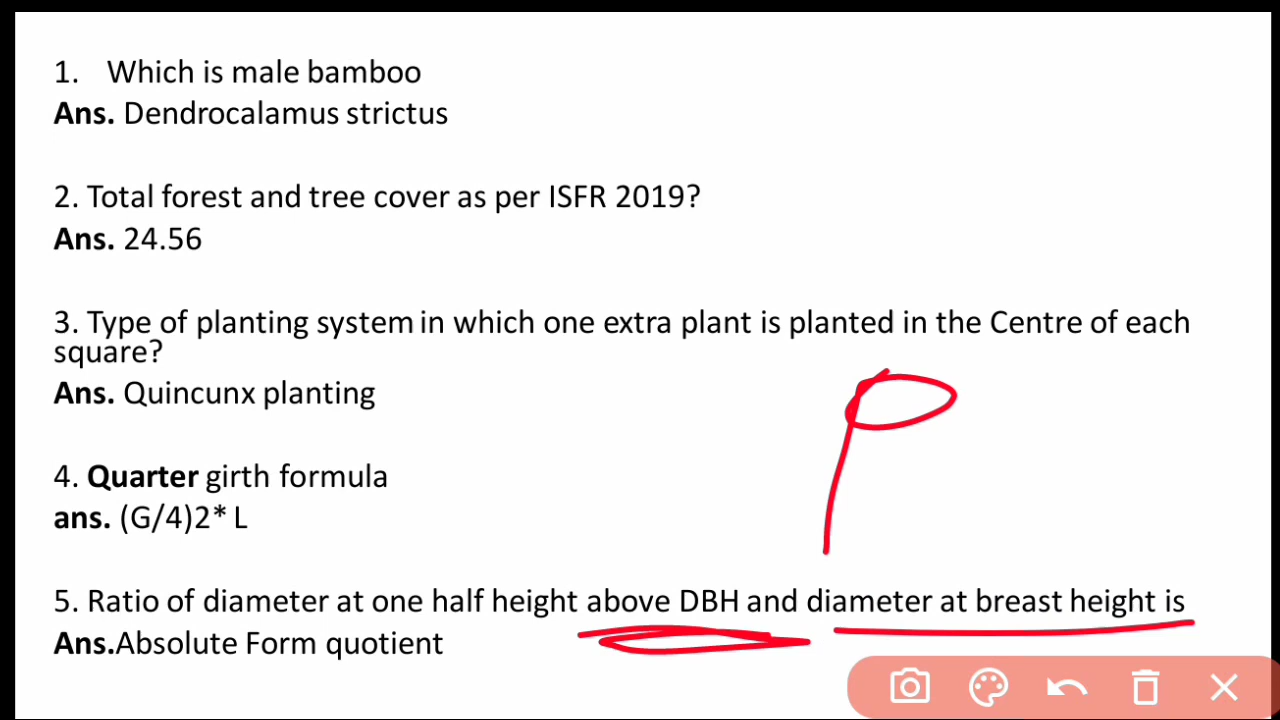 1. Which is male bamboo
Ans. Dendrocalamus strictus
2. Total forest and tree cover as per ISFR 2019?
Ans. 24.56
3. Type of planting system in which one extra plant is planted in the Centre of each
square?
Ans. Quincunx planting
4. Quarter girth formula
ans. (G/4)2* L
5. Ratio of diameter at one half height above DBH and diameter at breast height is
Ans.Absolute Form quotient